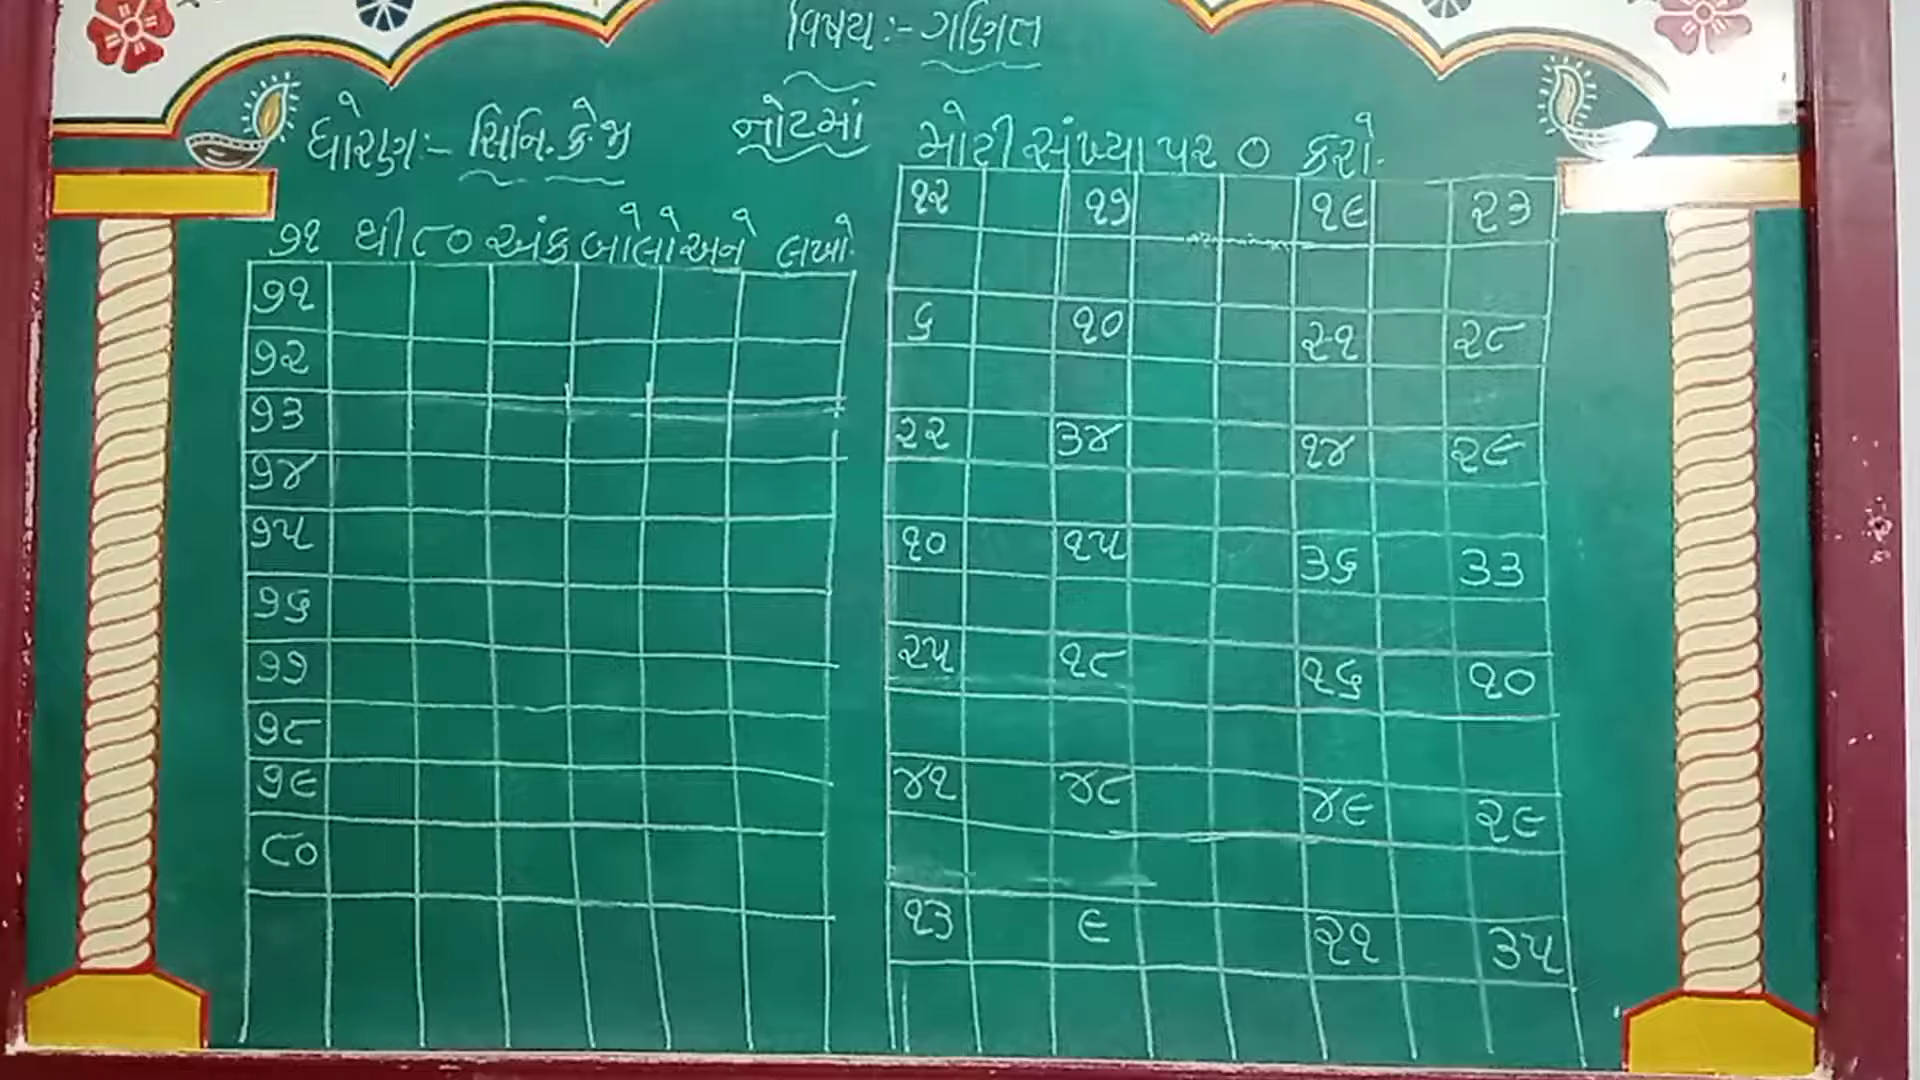 વિષય:- ગણિત
ધોરણ:- સિનિ.કે.જી
નોટમાં
૭૧ થી ૮૦ અંક બોલો અને લખો.
૭૧
૭૨
૭૩
૭૪
૭૫
૭૬
૭૭
૭૮
૭૯
૮૦
મોટી સંખ્યા પર ૦ કરો.
૧૨ ૧૭ ૧૯ ૨૩
૬ ૧૦ ૨૧ ૨૮
૨૨ ૩૪ ૧૪ ૨૯
૧૦ ૧૫ ૩૬ ૩૩
૨૫ ૧૮ ૧૬ ૧૦
૪૧ ૪૮ ૪૯ ૨૯
૧૩ ૯ ૨૧ ૩૫